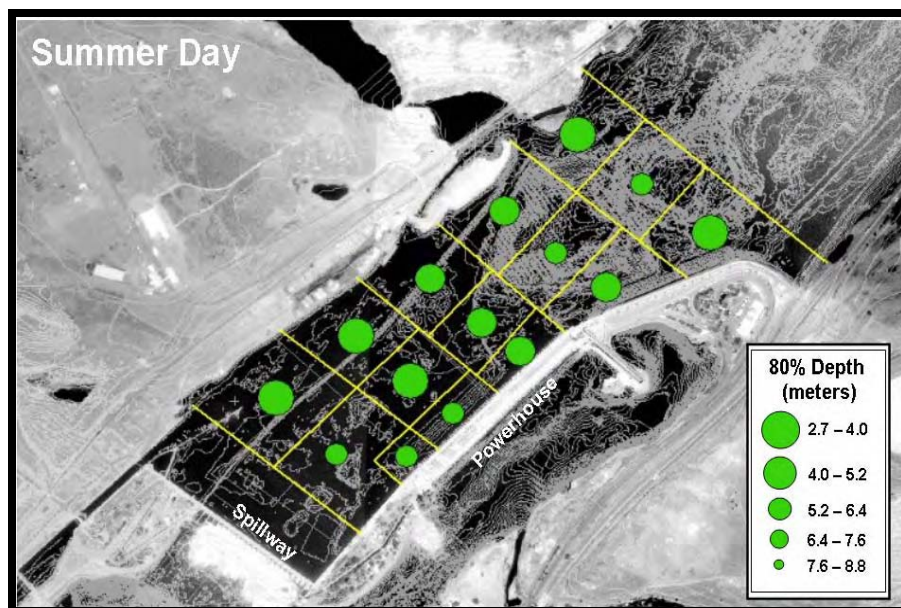 Summer Day
Powerhouse
Spillway
80% Depth
(meters)
2.7 – 4.0
4.0 – 5.2
5.2 – 6.4
6.4 – 7.6
7.6 – 8.8